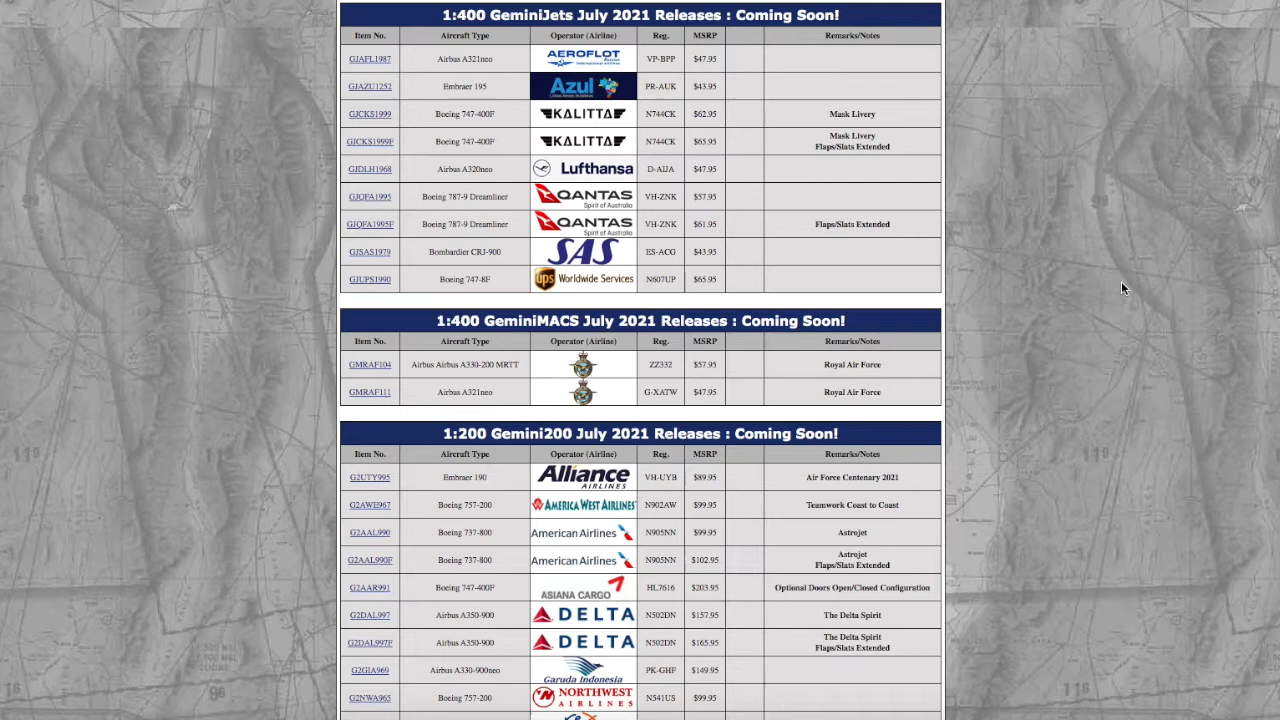 1:400 GeminiJets July 2021 Releases : Coming Soon!
Item No. Aircraft Type Operator (Airline) Reg. MSRP Remarks/Notes
GJAFL1987 Airbus A321neo AEROFLOT Russian International Airlines VP-BPP $47.95
GJAZU1252 Embraer 195 Azul PR-AUK $43.95
GJCKS1999 Boeing 747-400F KALITTA N744CK $62.95 Mask Livery
GJCKS1999F Boeing 747-400F KALITTA N744CK $65.95 Mask Livery
Flaps/Slats Extended
GJDLH1968 Airbus A320neo Lufthansa D-AIJA $47.95
GJQFA1995 Boeing 787-9 Dreamliner QANTAS Spirit of Australia VH-ZNK $57.95
GJQFA1995F Boeing 787-9 Dreamliner QANTAS Spirit of Australia VH-ZNK $61.95 Flaps/Slats Extended
GJSAS1979 Bombardier CRJ-900 SAS ES-ACG $43.95
GJUPS1990 Boeing 747-8F ups Worldwide Services N607UP $65.95
1:400 GeminiMACS July 2021 Releases : Coming Soon!
Item No. Aircraft Type Operator (Airline) Reg. MSRP Remarks/Notes
GMRAF104 Airbus Airbus A330-200 MRTT ZZ332 $57.95 Royal Air Force
GMRAF111 Airbus A321neo G-XATW $47.95 Royal Air Force
1:200 Gemini200 July 2021 Releases : Coming Soon!
Item No. Aircraft Type Operator (Airline) Reg. MSRP Remarks/Notes
G2UTY995 Embraer 190 Alliance AIRLINES VH-UYB $89.95 Air Force Centenary 2021
G2AWE967 Boeing 757-200 AMERICA WEST AIRLINES N902AW $99.95 Teamwork Coast to Coast
G2AAL990 Boeing 737-800 American Airlines N905NN $99.95 Astrojet
G2AAL990F Boeing 737-800 American Airlines N905NN $102.95 Astrojet
Flaps/Slats Extended
G2AAR991 Boeing 747-400F ASIANA CARGO HL7616 $203.95 Optional Doors Open/Closed Configuration
G2DAL997 Airbus A350-900 DELTA N502DN $157.95 The Delta Spirit
G2DAL997F Airbus A350-900 DELTA N502DN $165.95 The Delta Spirit
Flaps/Slats Extended
G2GIA969 Airbus A330-900neo Garuda Indonesia PK-GHF $149.95
G2NWA965 Boeing 757-200 NORTHWEST AIRLINES N541US $99.95